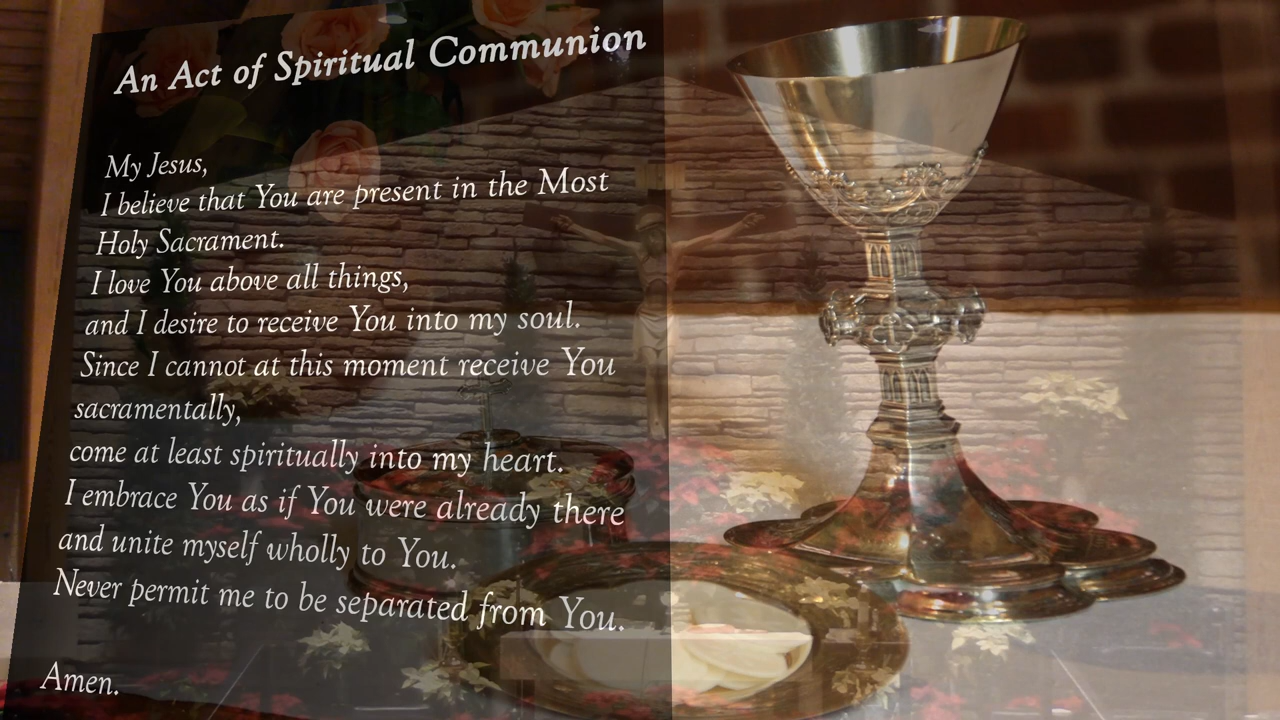 An Act of Spiritual Communion
My Jesus,
I believe that You are present in the Most
Holy Sacrament.
I love You above all things,
and I desire to receive You into my soul.
Since I cannot at this moment receive You
sacramentally,
come at least spiritually into my heart.
I embrace You as if You were already there
and unite myself wholly to You.
Never permit me to be separated from You.
Amen.